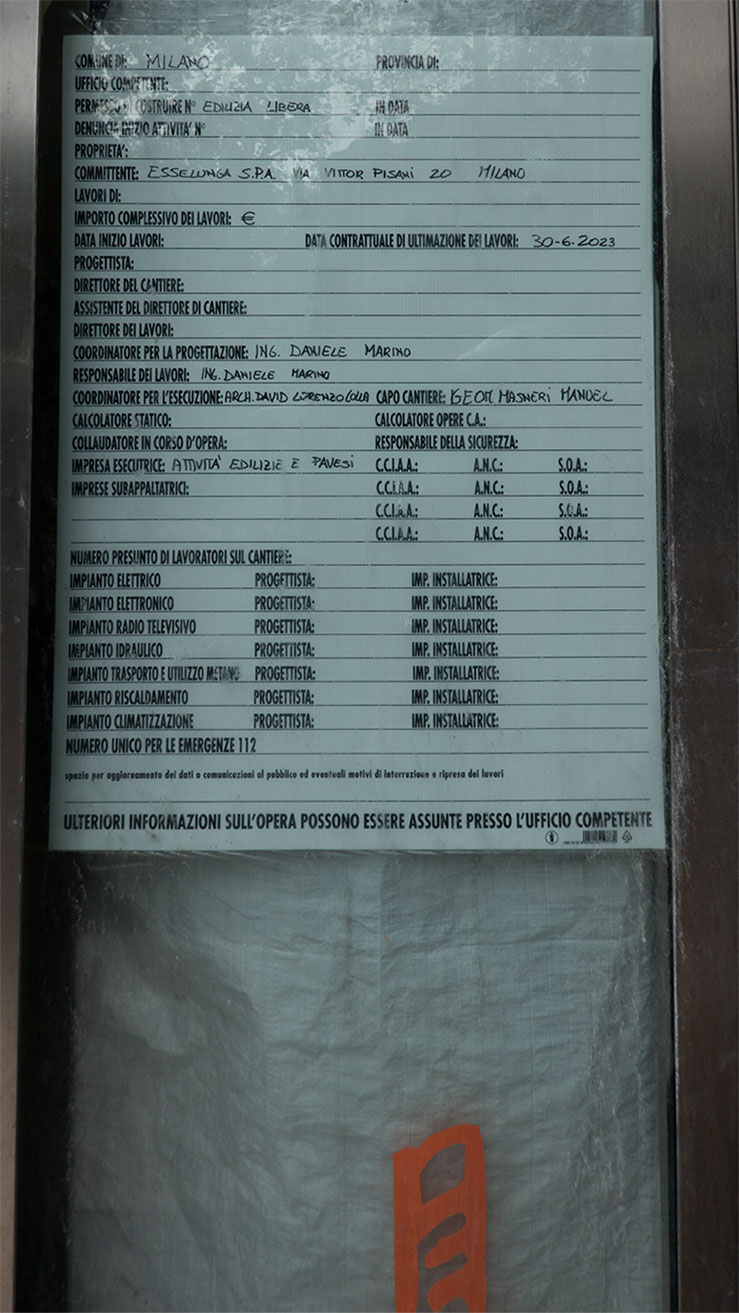 COMUNE DI: MILANO PROVINCIA DI:
UFFICIO COMPETENTE:
PERMESSO DI COSTRUIRE N° EDILIZIA LIBERA IN DATA
DENUNCIA INIZIO ATTIVITA' N° IN DATA
PROPRIETA':
COMMITTENTE: ESSELUNGA S.P.A. VIA VITTOR PISANI 20 MILANO
LAVORI DI:
IMPORTO COMPLESSIVO DEI LAVORI: €
DATA INIZIO LAVORI: DATA CONTRATTUALE DI ULTIMAZIONE DEI LAVORI: 30-6.2023
PROGETTISTA:
DIRETTORE DEL CANTIERE:
ASSISTENTE DEL DIRETTORE DI CANTIERE:
DIRETTORE DEI LAVORI:
COORDINATORE PER LA PROGETTAZIONE: ING. DANIELE MARINO
RESPONSABILE DEI LAVORI: ING. DANIELE MARINO
COORDINATORE PER L'ESECUZIONE: ARCH. DAVID LORENZO COLLA CAPO CANTIERE: GEOM MASNERI MANUEL
CALCOLATORE STATICO: CALCOLATORE OPERE C.A.:
COLLAUDATORE IN CORSO D'OPERA: RESPONSABILE DELLA SICUREZZA:
IMPRESA ESECUTRICE: ATTIVITA' EDILIZIE E PAVESI C.C.I.A.A.: A.N.C.: S.O.A.:
IMPRESE SUBAPPALTATRICI: C.C.I.A.A.: A.N.C.: S.O.A.:
C.C.I.A.A.: A.N.C.: S.O.A.:
C.C.I.A.A.: A.N.C.: S.O.A.:
NUMERO PRESUNTO DI LAVORATORI SUL CANTIERE:
IMPIANTO ELETTRICO PROGETTISTA: IMP. INSTALLATRICE:
IMPIANTO ELETTRONICO PROGETTISTA: IMP. INSTALLATRICE:
IMPIANTO RADIO TELEVISIVO PROGETTISTA: IMP. INSTALLATRICE:
IMPIANTO IDRAULICO PROGETTISTA: IMP. INSTALLATRICE:
IMPIANTO TRASPORTO E UTILIZZO METANO PROGETTISTA: IMP. INSTALLATRICE:
IMPIANTO RISCALDAMENTO PROGETTISTA: IMP. INSTALLATRICE:
IMPIANTO CLIMATIZZAZIONE PROGETTISTA: IMP. INSTALLATRICE:
NUMERO UNICO PER LE EMERGENZE 112
spazio per aggiornamento dei dati o comunicazioni al pubblico ed eventuali motivi di interruzione e ripresa dei lavori
ULTERIORI INFORMAZIONI SULL'OPERA POSSONO ESSERE ASSUNTE PRESSO L'UFFICIO COMPETENTE